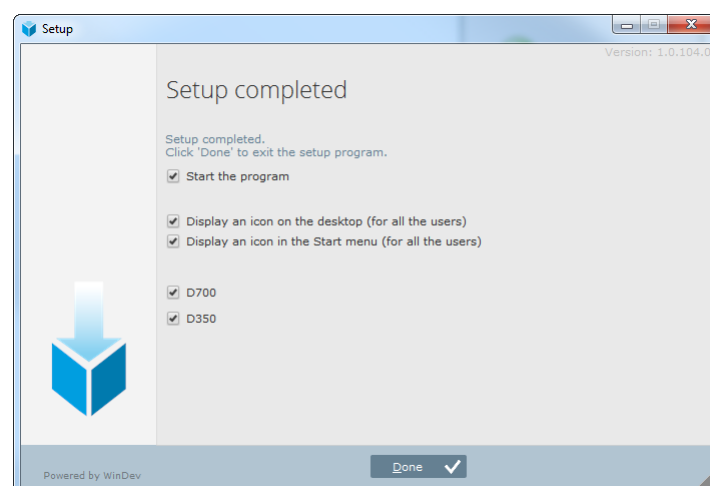 Setup
Version: 1.0.104.0
Setup completed
Setup completed.
Click 'Done' to exit the setup program.
Start the program
Display an icon on the desktop (for all the users)
Display an icon in the Start menu (for all the users)
D700
D350
Done
Powered by WinDev